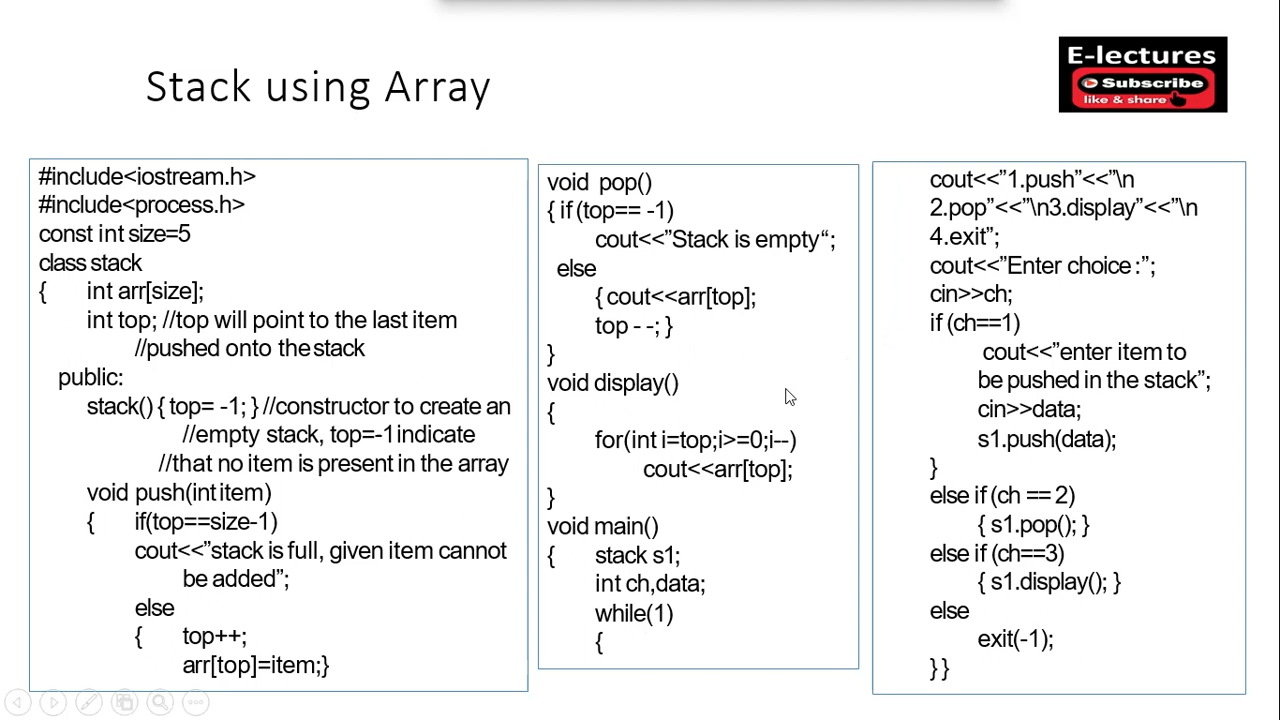 Stack using Array
E-lectures
Subscribe
like & share
#include<iostream.h>
#include<process.h>
const int size=5
class stack
{ int arr[size];
int top; //top will point to the last item
//pushed onto the stack
public:
stack() { top= -1; } //constructor to create an
//empty stack, top=-1 indicate
//that no item is present in the array
void push(int item)
{ if(top==size-1)
cout<<”stack is full, given item cannot
be added”;
else
{ top++;
arr[top]=item;}
void pop()
{ if (top== -1)
cout<<”Stack is empty“;
else
{ cout<<arr[top];
top - -; }
}
void display()
{
for(int i=top;i>=0;i--)
cout<<arr[top];
}
void main()
{ stack s1;
int ch,data;
while(1)
{
cout<<”1.push”<<”\n
2.pop”<<”\n3.display”<<”\n
4.exit”;
cout<<”Enter choice :”;
cin>>ch;
if (ch==1)
cout<<”enter item to
be pushed in the stack”;
cin>>data;
s1.push(data);
}
else if (ch == 2)
{ s1.pop(); }
else if (ch==3)
{ s1.display(); }
else
exit(-1);
} }